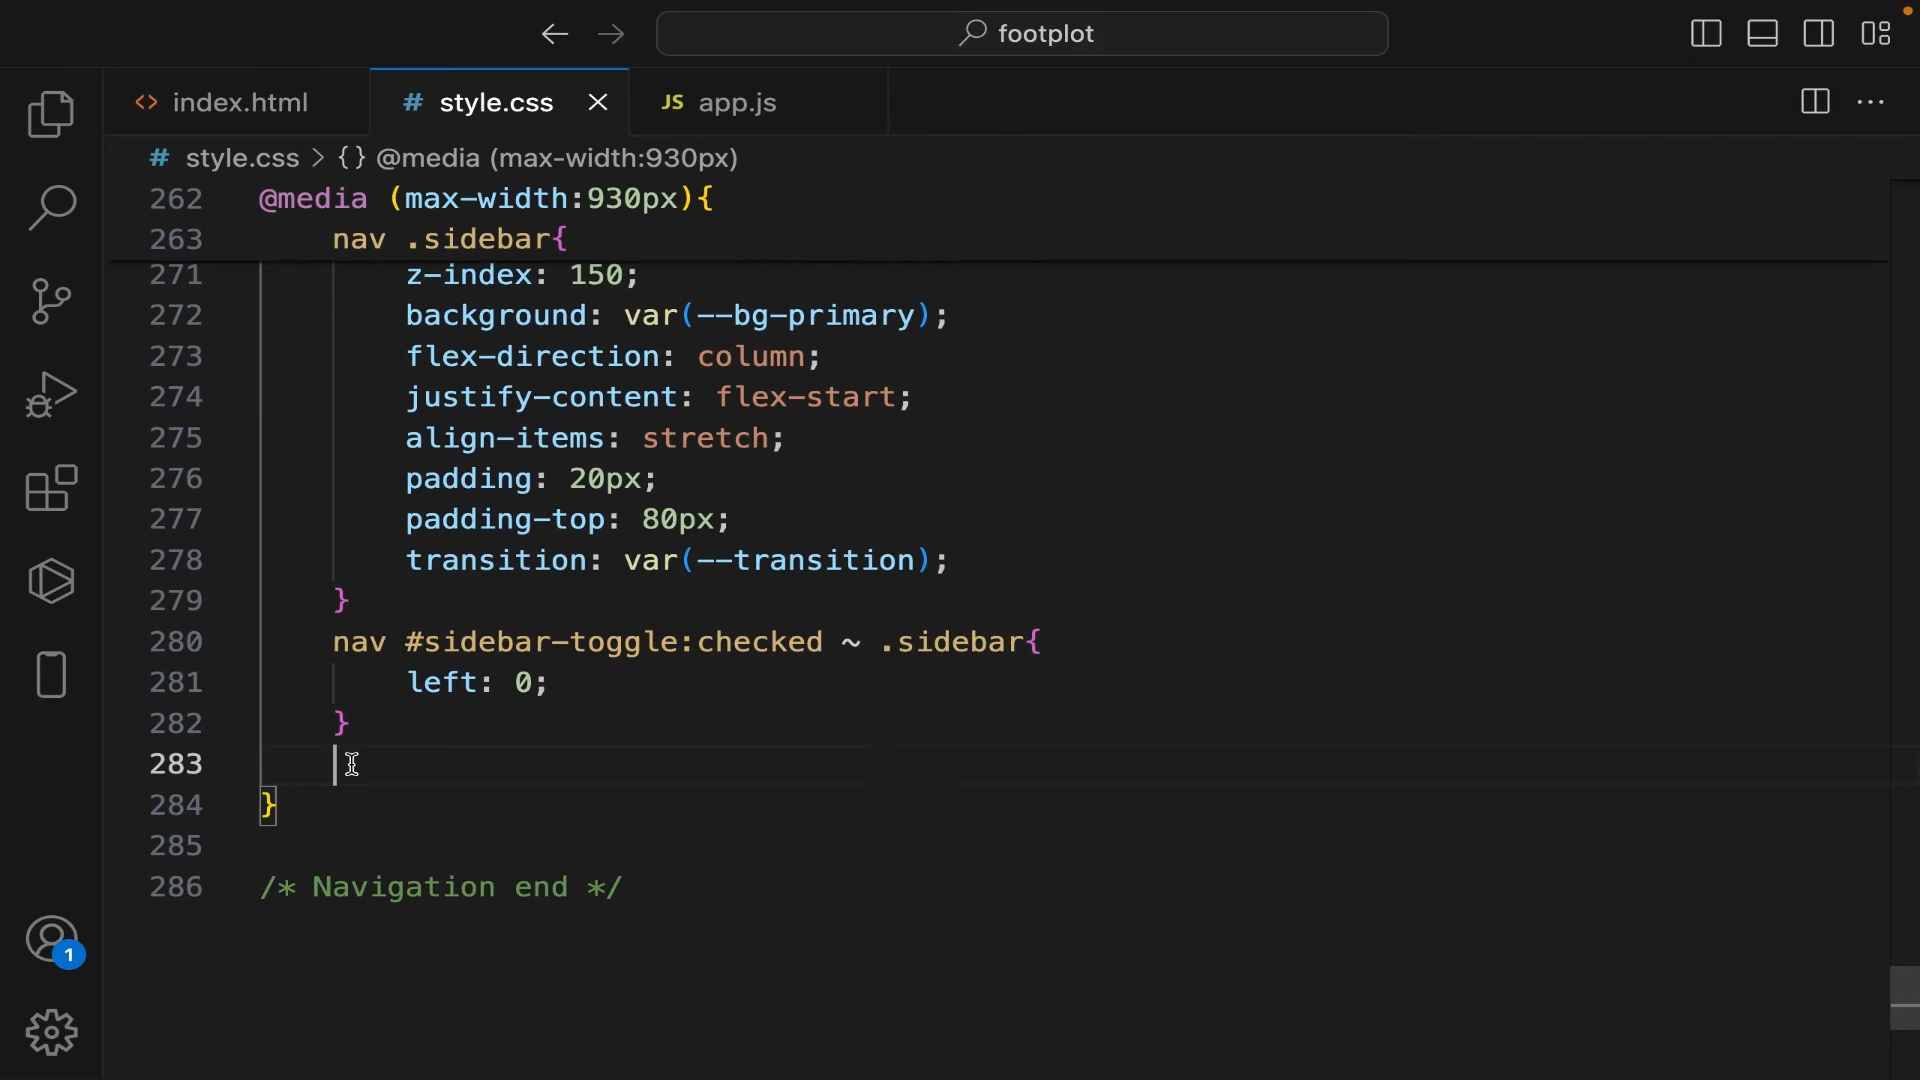 footplot
<> index.html
# style.css
JS app.js
# style.css > {} @media (max-width:930px)
262 @media (max-width:930px){
263 nav .sidebar{
271 z-index: 150;
272 background: var(--bg-primary);
273 flex-direction: column;
274 justify-content: flex-start;
275 align-items: stretch;
276 padding: 20px;
277 padding-top: 80px;
278 transition: var(--transition);
279 }
280 nav #sidebar-toggle:checked ~ .sidebar{
281 left: 0;
282 }
283
284 }
285
286 /* Navigation end */
1